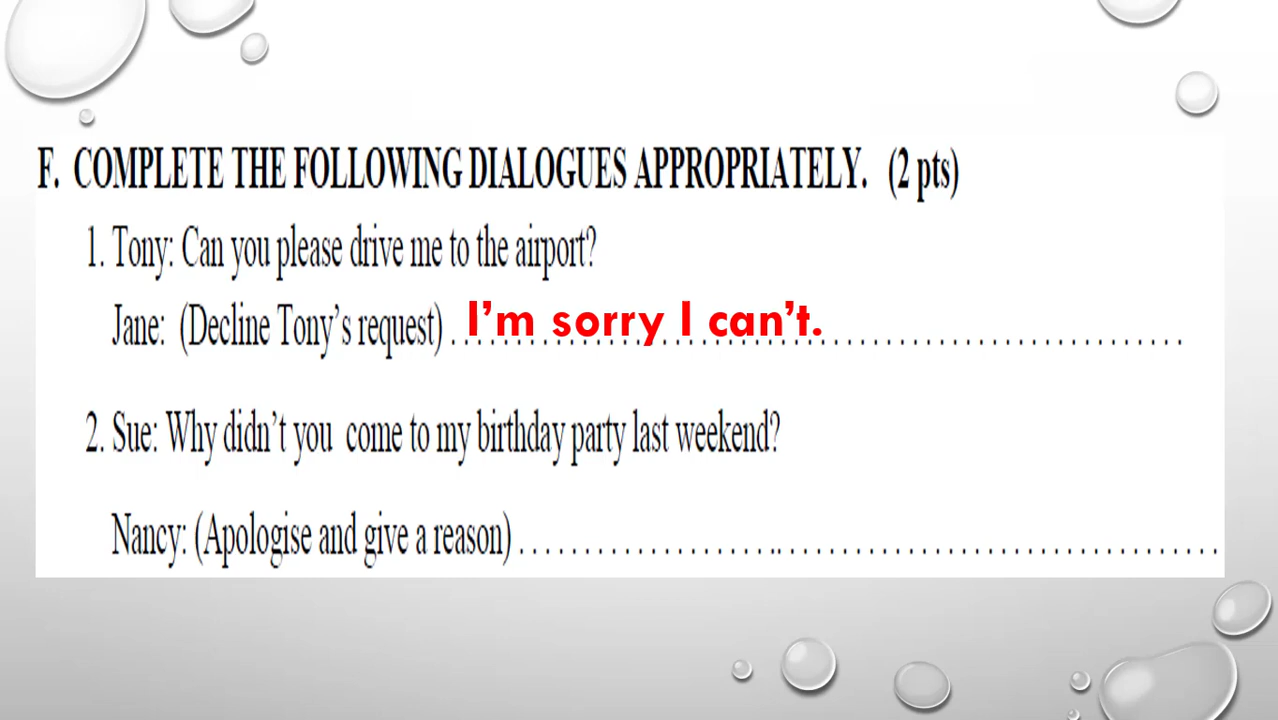 F. COMPLETE THE FOLLOWING DIALOGUES APPROPRIATELY. (2 pts)
1. Tony: Can you please drive me to the airport?
Jane: (Decline Tony’s request) . I’m sorry I can’t. . . . . . . . . . . . . . . . . . . . . . . . . . . . .
2. Sue: Why didn’t you come to my birthday party last weekend?
Nancy: (Apologise and give a reason) . . . . . . . . . . . . . . . . . . . .. . . . . . . . . . . . . . . . . . . . . . . . . . . . . . . . . .